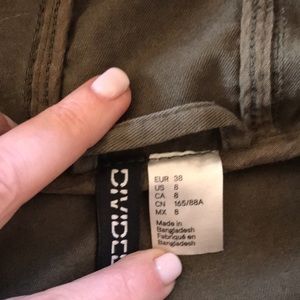 DIVIDED
EUR 38
US 8
CA 8
CN 165/88A
MX 8
Made in
Bangladesh
Fabriqué en
Bangladesh